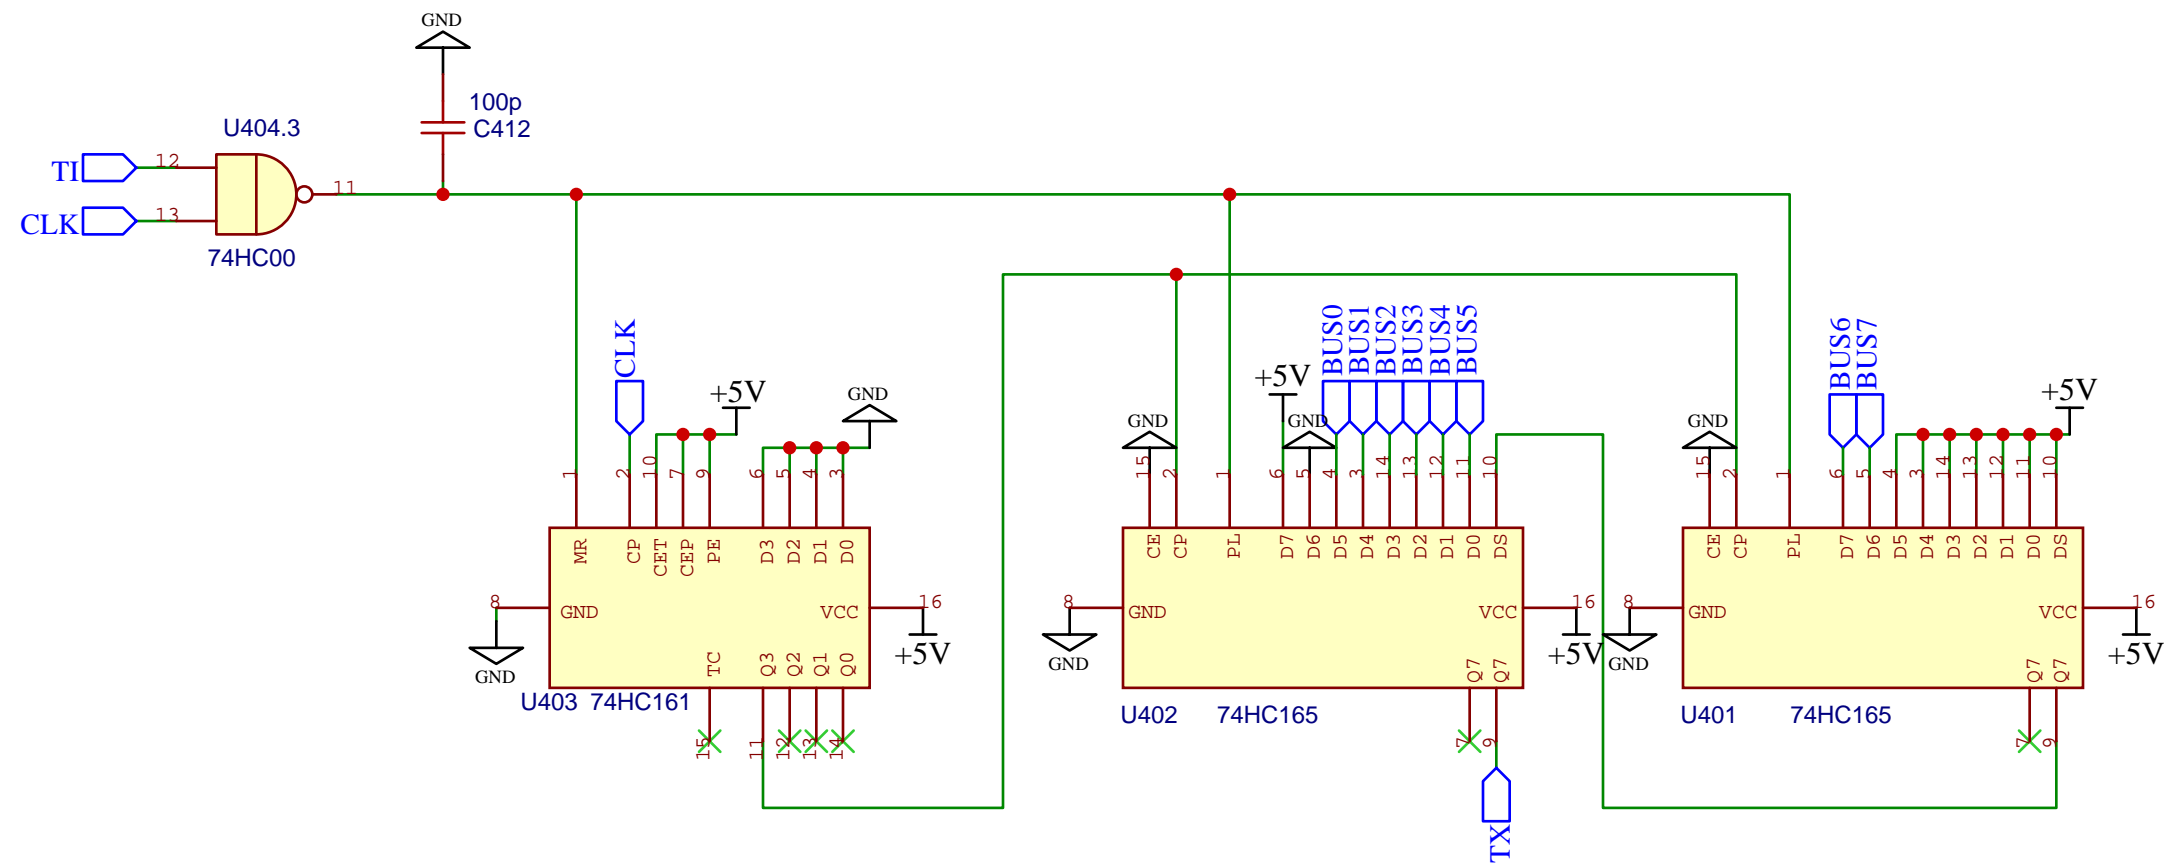 GND
100p
C412
U404.3
TI
12
11
CLK
13
74HC00
CLK
+5V
GND
1
2
10
7
9
6
5
4
3
MR
CP
CET
CEP
PE
D3
D2
D1
D0
8
GND
VCC
16
GND
+5V
TC
Q3
Q2
Q1
Q0
U403 74HC161
15
11
12
13
14
BUS0
BUS1
BUS2
BUS3
BUS4
BUS5
+5V
GND
GND
15
2
1
6
5
4
3
14
13
12
11
10
CE
CP
PL
D7
D6
D5
D4
D3
D2
D1
D0
DS
8
GND
VCC
16
GND
+5V
Q7
Q7
U402 74HC165
7
9
TX
BUS6
BUS7
+5V
GND
15
2
1
6
5
4
3
14
13
12
11
10
CE
CP
PL
D7
D6
D5
D4
D3
D2
D1
D0
DS
8
GND
VCC
16
GND
+5V
Q7
Q7
U401 74HC165
7
9